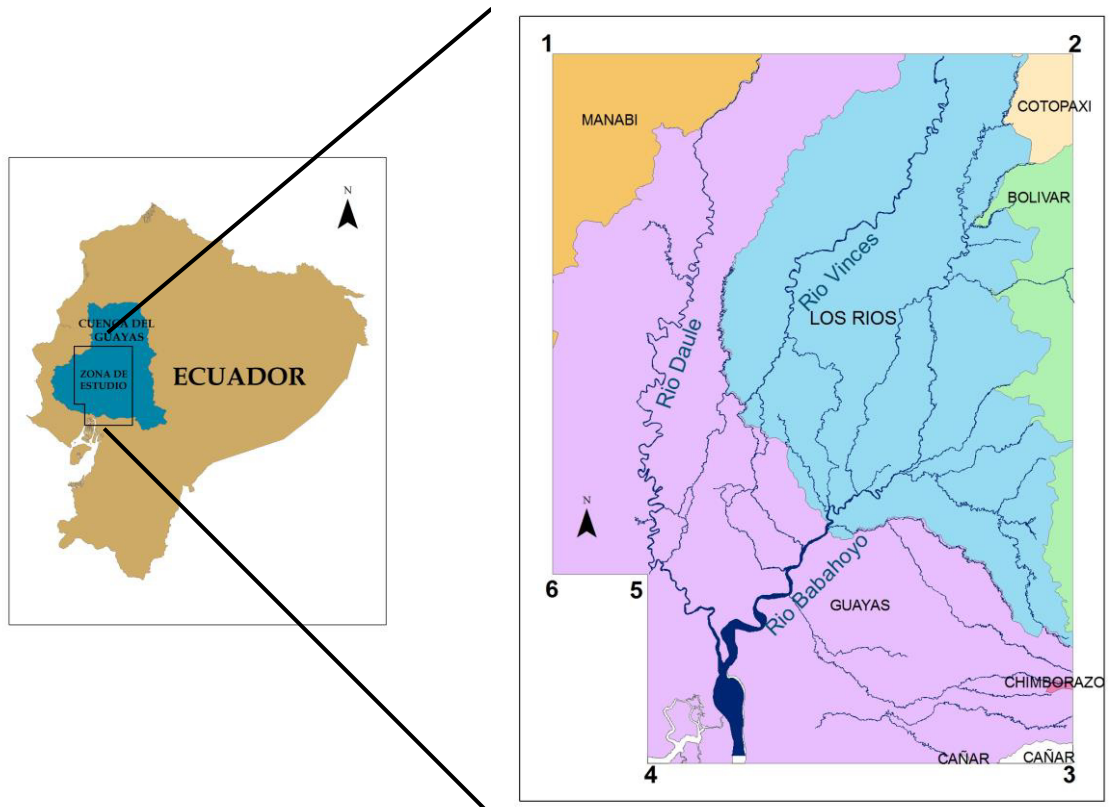 N
CUENCA DEL
GUAYAS
ZONA DE
ESTUDIO
ECUADOR
1
2
MANABI
COTOPAXI
BOLIVAR
Rio Vinces
LOS RIOS
Rio Daule
N
Rio Babahoyo
6
5
GUAYAS
CHIMBORAZO
CAÑAR
CAÑAR
4
3